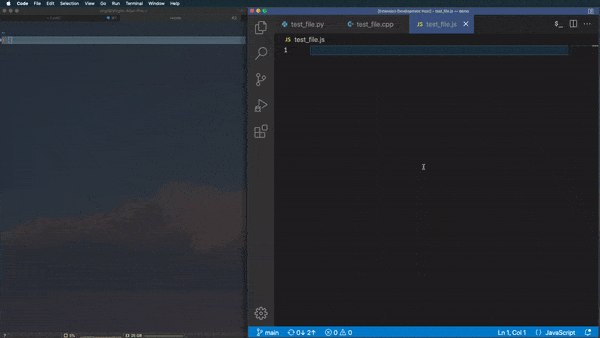 Code File Edit Selection View Go Run Terminal Window Help
[Extension Development Host] - test_file.js — demo
test_file.py test_file.cpp JS test_file.js $_
JS test_file.js
1
main 0↓ 2↑ 0 0 Ln 1, Col 1 JavaScript